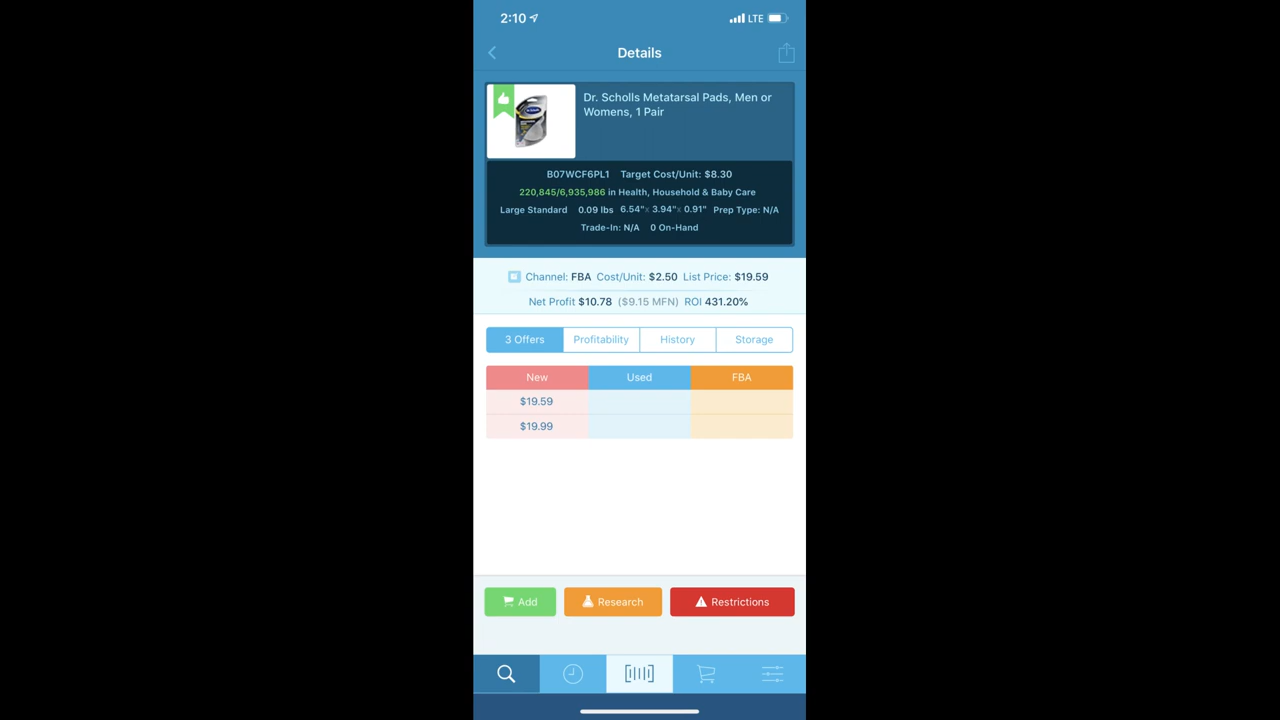 2:10 LTE
Details
Dr. Scholls Metatarsal Pads, Men or
Womens, 1 Pair
B07WCF6PL1 Target Cost/Unit: $8.30
220,845/6,935,986 in Health, Household & Baby Care
Large Standard 0.09 lbs 6.54"x 3.94"x 0.91" Prep Type: N/A
Trade-In: N/A 0 On-Hand
Channel: FBA Cost/Unit: $2.50 List Price: $19.59
Net Profit $10.78 ($9.15 MFN) ROI 431.20%
3 Offers Profitability History Storage
New Used FBA
$19.59
$19.99
Add Research Restrictions